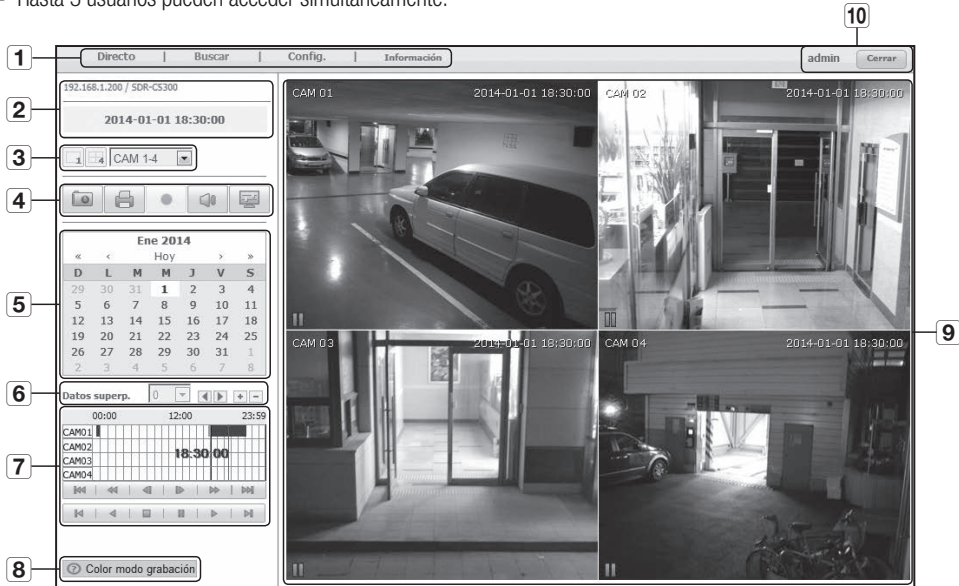 Hasta 3 usuarios pueden acceder simultáneamente.
10
1
Directo | Buscar | Config. | Información
admin Cerrar
2
192.168.1.200 / SDR-C5300
2014-01-01 18:30:00
3
1 4 CAM 1-4
4
5
Ene 2014
« ‹ Hoy › »
D L M M J V S
29 30 31 1 2 3 4
5 6 7 8 9 10 11
12 13 14 15 16 17 18
19 20 21 22 23 24 25
26 27 28 29 30 31 1
2 3 4 5 6 7 8
6
Datos superp. 0
7
00:00 12:00 23:59
CAM01
CAM02
18:30:00
CAM03
CAM04
8
Color modo grabación
CAM 01 2014-01-01 18:30:00
CAM 02 2014-01-01 18:30:00
9
CAM 03 2014-01-01 18:30:00
CAM 04 2014-01-01 18:30:00